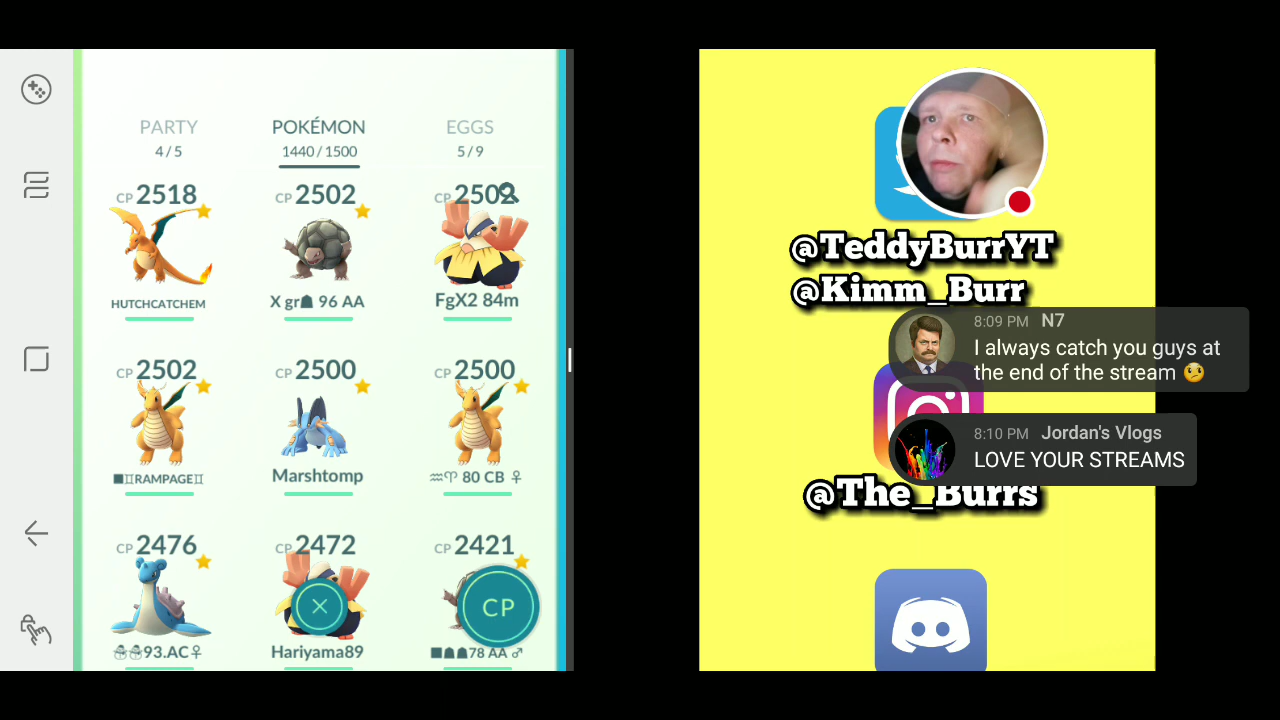 PARTY
4 / 5
POKÉMON
1440 / 1500
EGGS
5 / 9
CP 2518
CP 2502
CP 2502
HUTCHCATCHEM
X gr☗ 96 AA
FgX2 84m
CP 2502
CP 2500
CP 2500
■♊RAMPAGE♊
Marshtomp
♒♈ 80 CB ♀
CP 2476
CP 2472
CP 2421
☃☃93.AC♀
Hariyama89
■☗☗78 AA ♂
CP
@TeddyBurrYT
@Kimm_Burr
8:09 PM N7
I always catch you guys at
the end of the stream 😕
8:10 PM Jordan's Vlogs
LOVE YOUR STREAMS
@The_Burrs